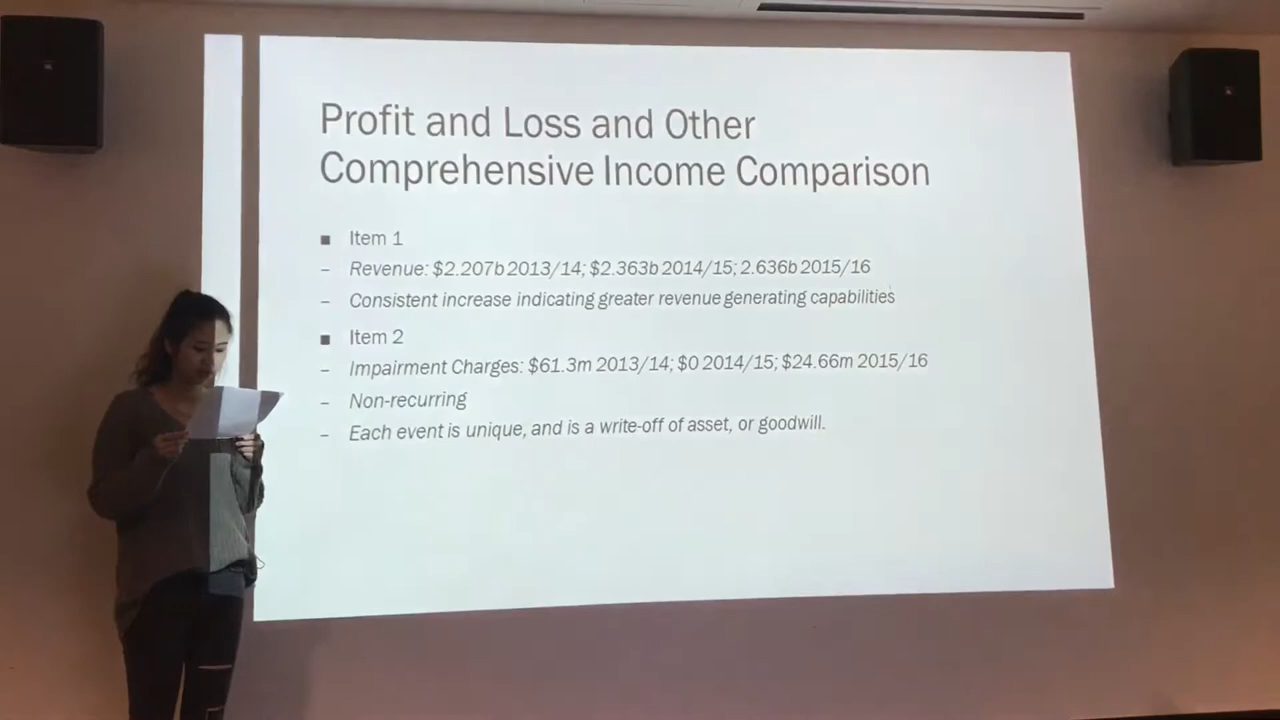 Profit and Loss and Other
Comprehensive Income Comparison
■ Item 1
– Revenue: $2.207b 2013/14; $2.363b 2014/15; 2.636b 2015/16
– Consistent increase indicating greater revenue generating capabilities
■ Item 2
– Impairment Charges: $61.3m 2013/14; $0 2014/15; $24.66m 2015/16
– Non-recurring
– Each event is unique, and is a write-off of asset, or goodwill.